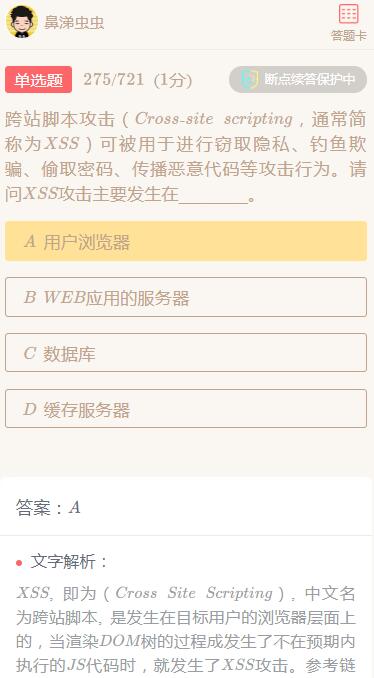 鼻涕虫虫
答题卡
单选题 275/721 (1分) 断点续答保护中
跨站脚本攻击（Cross-site scripting，通常简
称为XSS）可被用于进行窃取隐私、钓鱼欺
骗、偷取密码、传播恶意代码等攻击行为。请
问XSS攻击主要发生在________。
A 用户浏览器
B WEB应用的服务器
C 数据库
D 缓存服务器
答案：A
文字解析：
XSS, 即为（Cross Site Scripting）, 中文名
为跨站脚本, 是发生在目标用户的浏览器层面上
的，当渲染DOM树的过程成发生了不在预期内
执行的JS代码时，就发生了XSS攻击。参考链